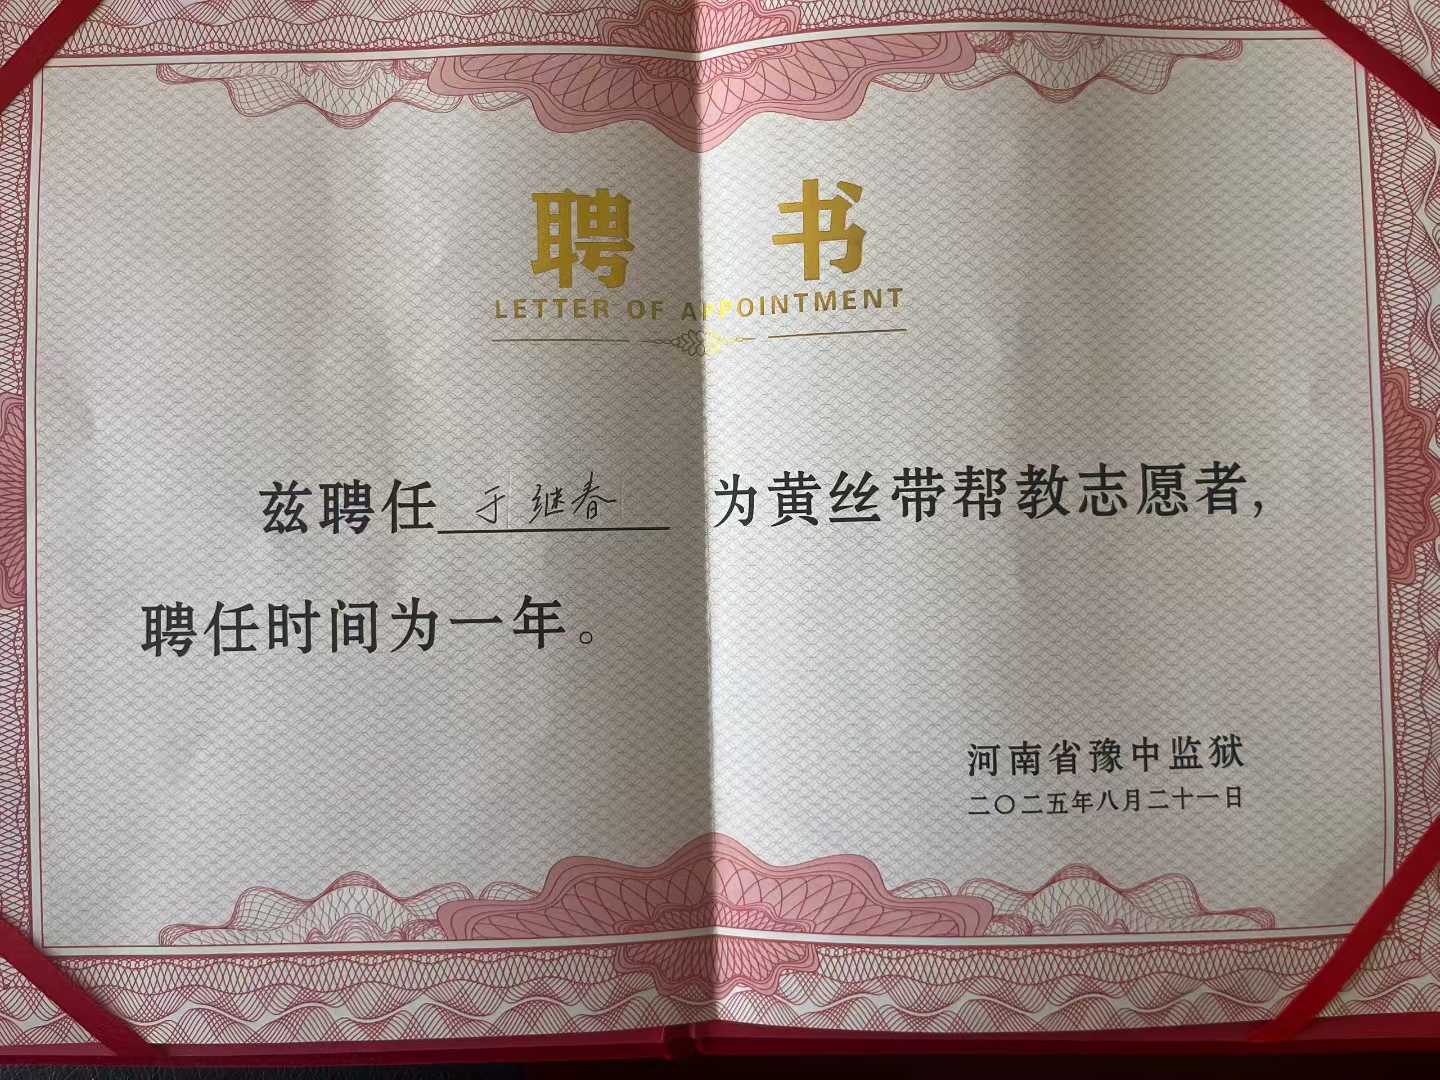 聘书
LETTER OF APPOINTMENT
兹聘任 于继春 为黄丝带帮教志愿者，
聘任时间为一年。
河南省豫中监狱
二〇二五年八月二十一日